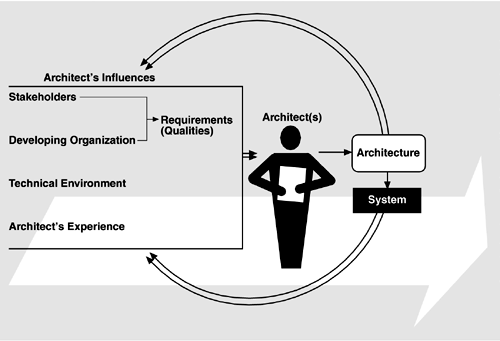 Architect's Influences
Stakeholders
Requirements
(Qualities)
Developing Organization
Technical Environment
Architect's Experience
Architect(s)
Architecture
System